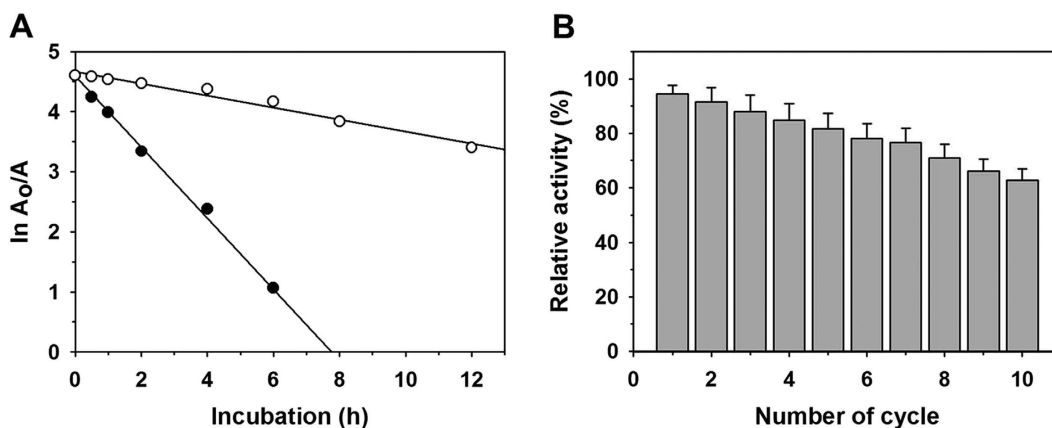 A
ln A₀/A
5
4
3
2
1
0
0 2 4 6 8 10 12
Incubation (h)
B
Relative activity (%)
100
80
60
40
20
0
0 2 4 6 8 10
Number of cycle